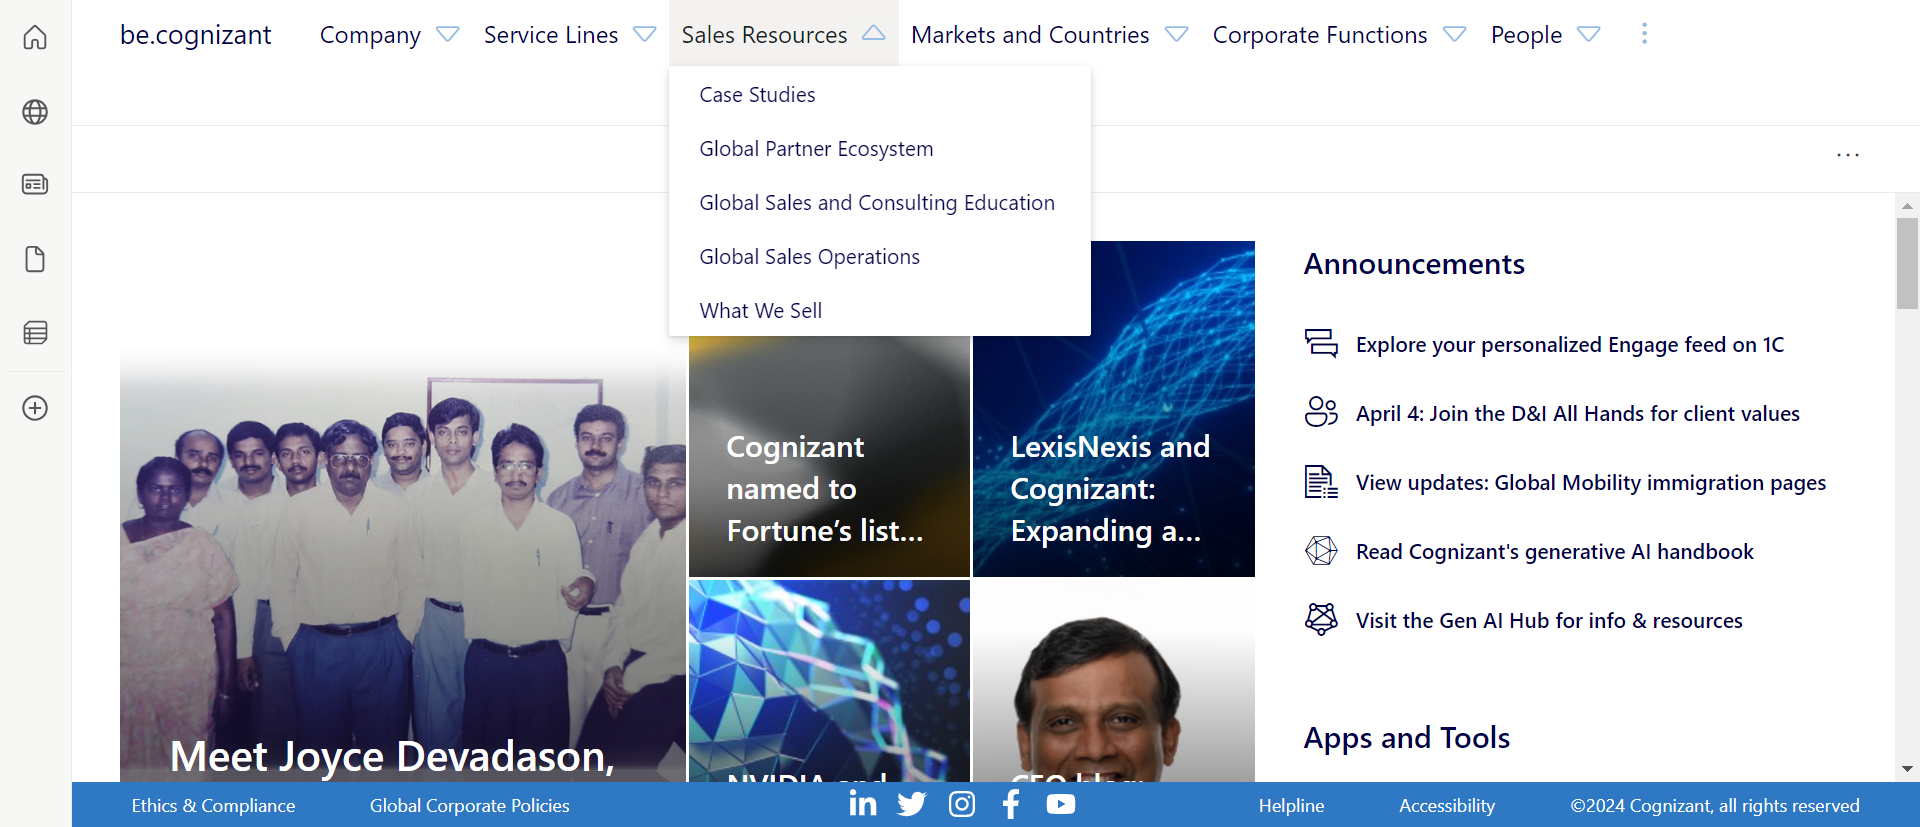 be.cognizant
Company
Service Lines
Sales Resources
Markets and Countries
Corporate Functions
People
Case Studies
Global Partner Ecosystem
Global Sales and Consulting Education
Global Sales Operations
What We Sell
...
Meet Joyce Devadason,
Cognizant
named to
Fortune’s list...
LexisNexis and
Cognizant:
Expanding a...
NVIDIA and
CEO blog:
Announcements
Explore your personalized Engage feed on 1C
April 4: Join the D&I All Hands for client values
View updates: Global Mobility immigration pages
Read Cognizant's generative AI handbook
Visit the Gen AI Hub for info & resources
Apps and Tools
Ethics & Compliance
Global Corporate Policies
Helpline
Accessibility
©2024 Cognizant, all rights reserved